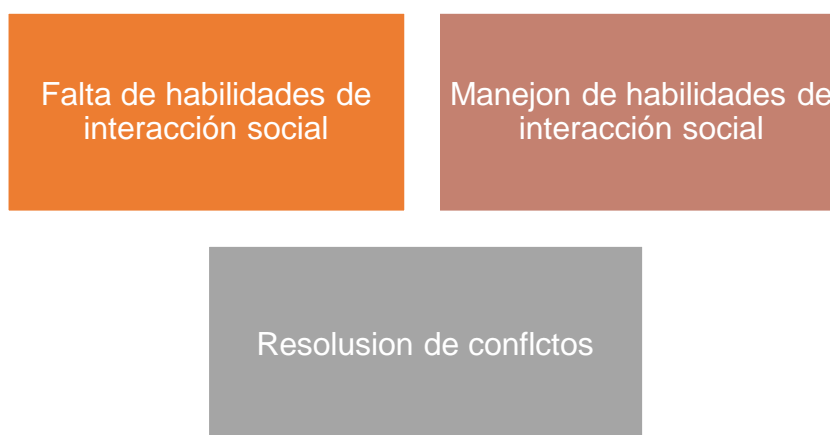 Falta de habilidades de
interacción social
Manejon de habilidades de
interacción social
Resolusion de conflctos